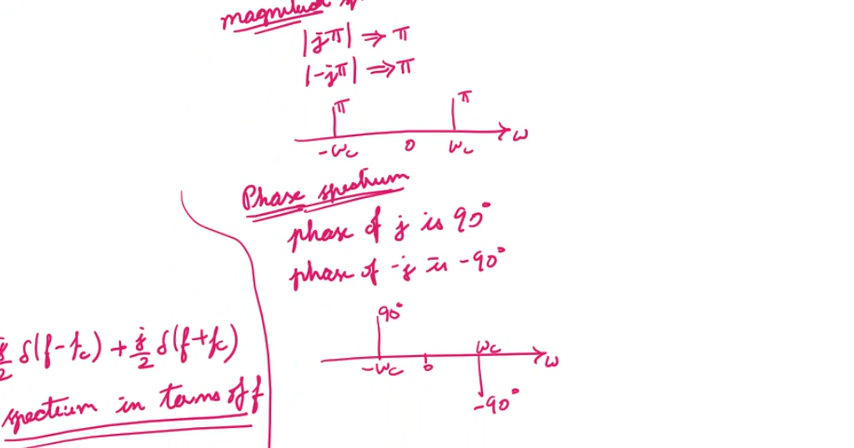 magnitude
|jπ| ⇒ π
|-jπ| ⇒ π
π π
-ωc 0 ωc ω
Phase spectrum
phase of j is 90°
phase of -j is -90°
90°
ωc
-ωc 0 ω
-90°
j/2 δ(f-fc) + j/2 δ(f+fc)
spectrum in terms of f